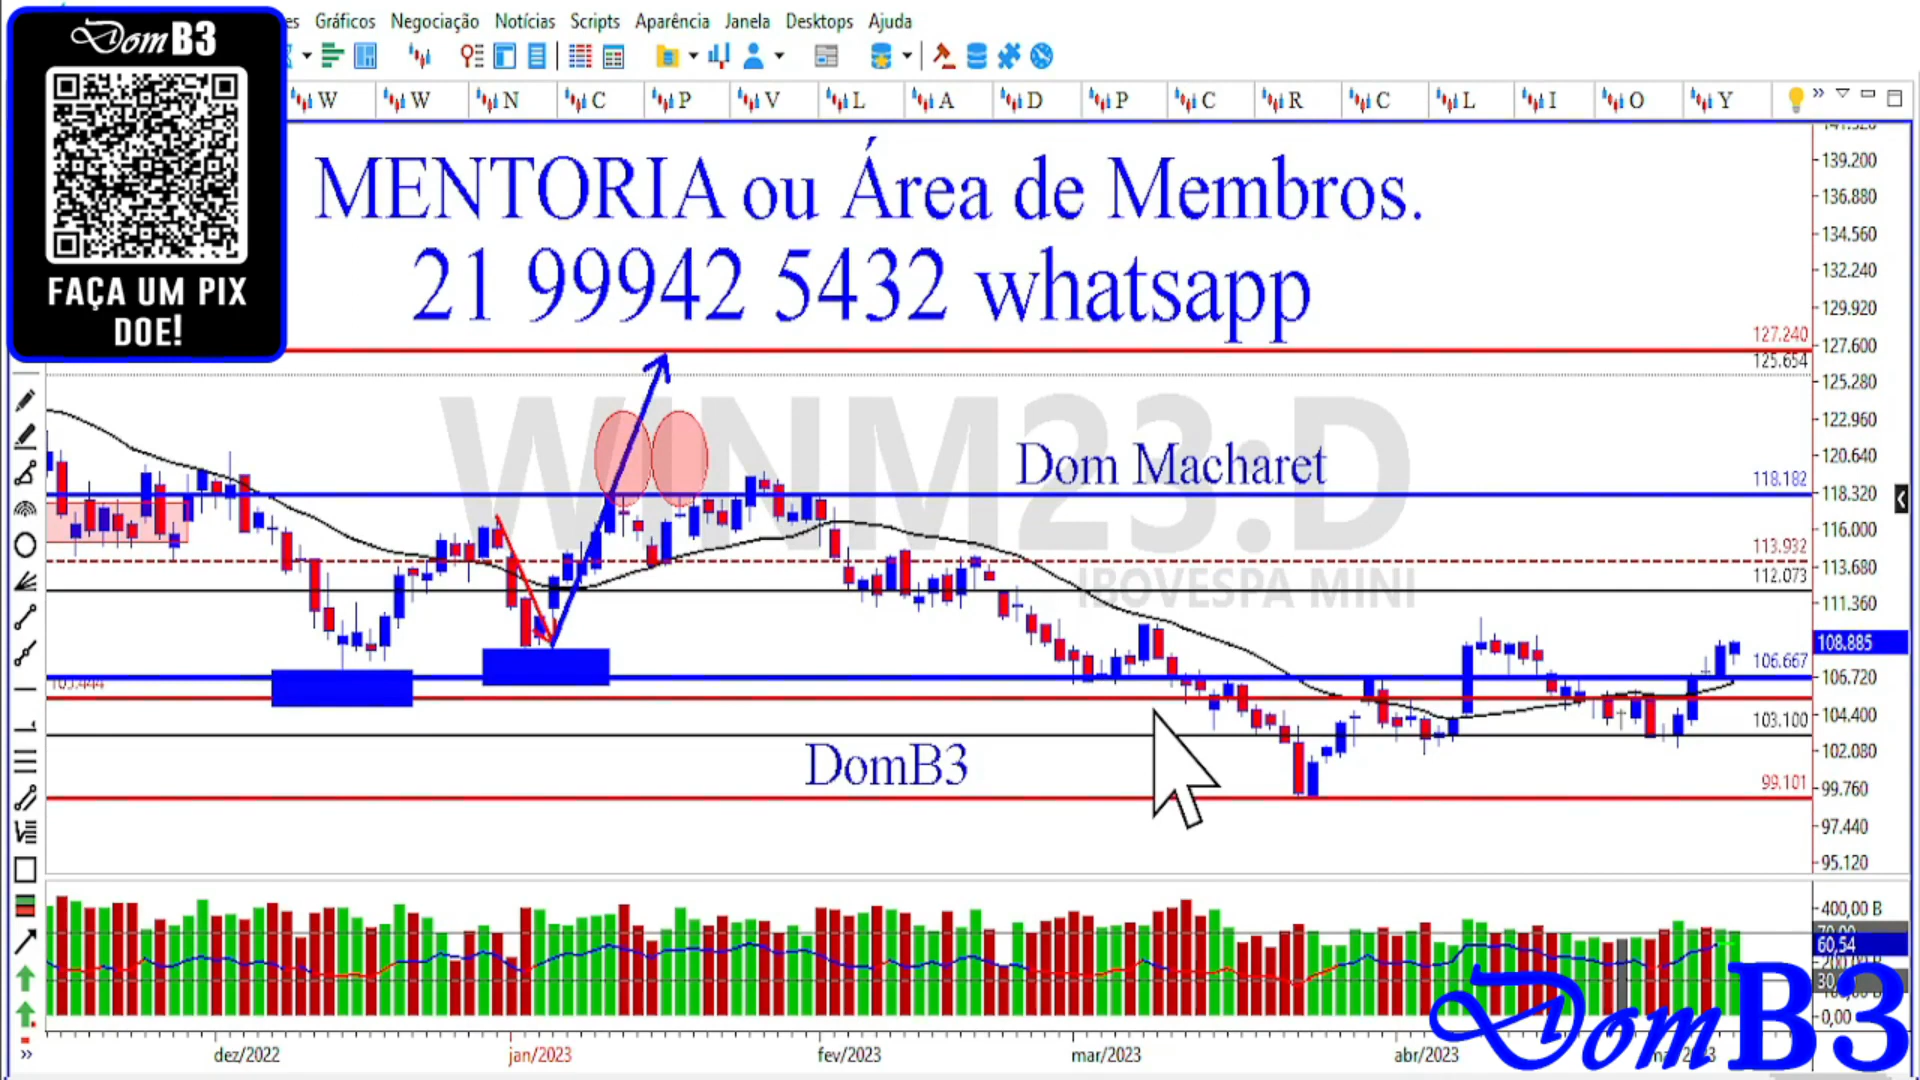 Dom B3
FAÇA UM PIX
DOE!
es Gráficos Negociação Notícias Scripts Aparência Janela Desktops Ajuda
W W N C P V L A D P C R C L I O Y
MENTORIA ou Área de Membros.
21 99942 5432 whatsapp
WINM23:D
IBOVESPA MINI
Dom Macharet
DomB3
139.200
136.880
134.560
132.240
129.920
127.240
127.600
125.654
125.280
122.960
120.640
118.182
118.320
116.000
113.932
113.680
112.073
111.360
108.885
106.667
106.720
104.400
103.100
102.080
99.101
99.760
97.440
95.120
400,00 B
60,54
0,00
dez/2022 jan/2023 fev/2023 mar/2023 abr/2023
DomB3